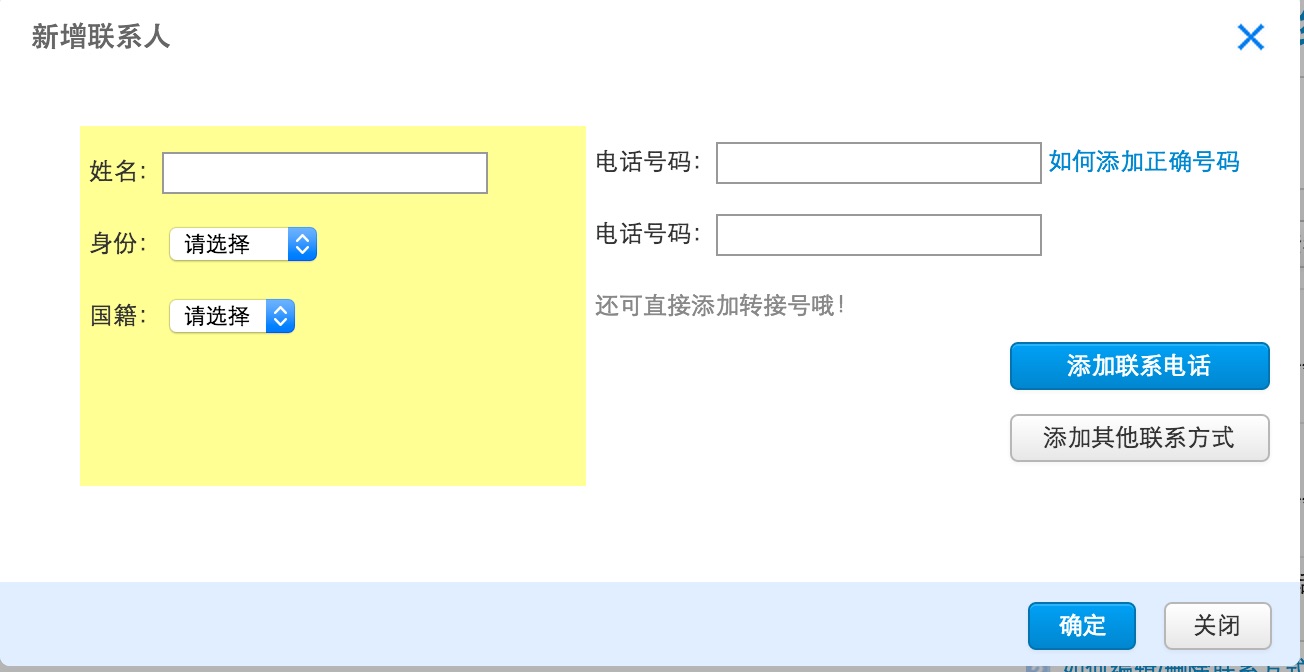 新增联系人
姓名：
身份： 请选择
国籍： 请选择
电话号码： 如何添加正确号码
电话号码：
还可直接添加转接号哦！
添加联系电话
添加其他联系方式
确定 关闭